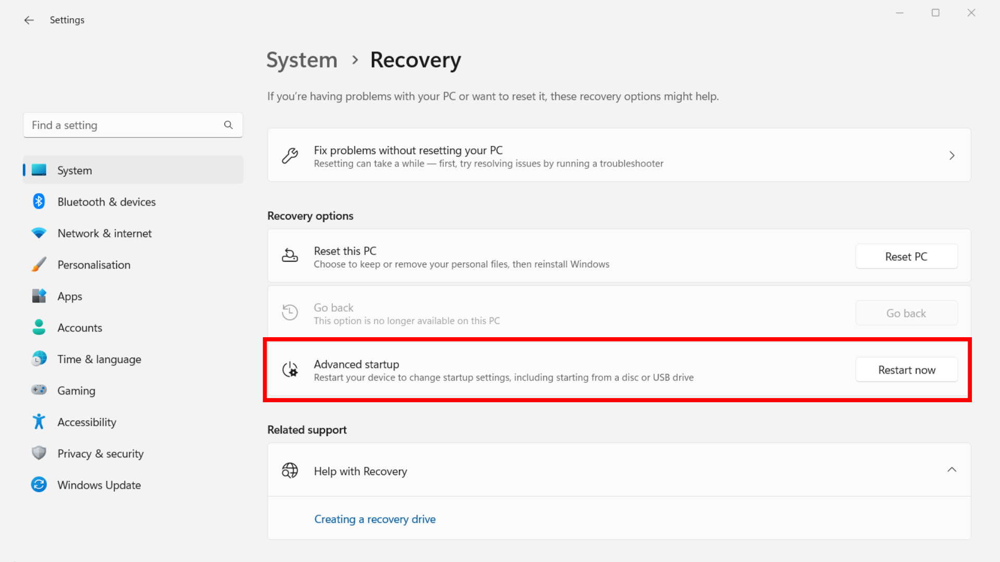 Settings
System > Recovery
If you're having problems with your PC or want to reset it, these recovery options might help.
Find a setting
System
Bluetooth & devices
Network & internet
Personalisation
Apps
Accounts
Time & language
Gaming
Accessibility
Privacy & security
Windows Update
Fix problems without resetting your PC
Resetting can take a while — first, try resolving issues by running a troubleshooter
Recovery options
Reset this PC
Choose to keep or remove your personal files, then reinstall Windows
Reset PC
Go back
This option is no longer available on this PC
Go back
Advanced startup
Restart your device to change startup settings, including starting from a disc or USB drive
Restart now
Related support
Help with Recovery
Creating a recovery drive